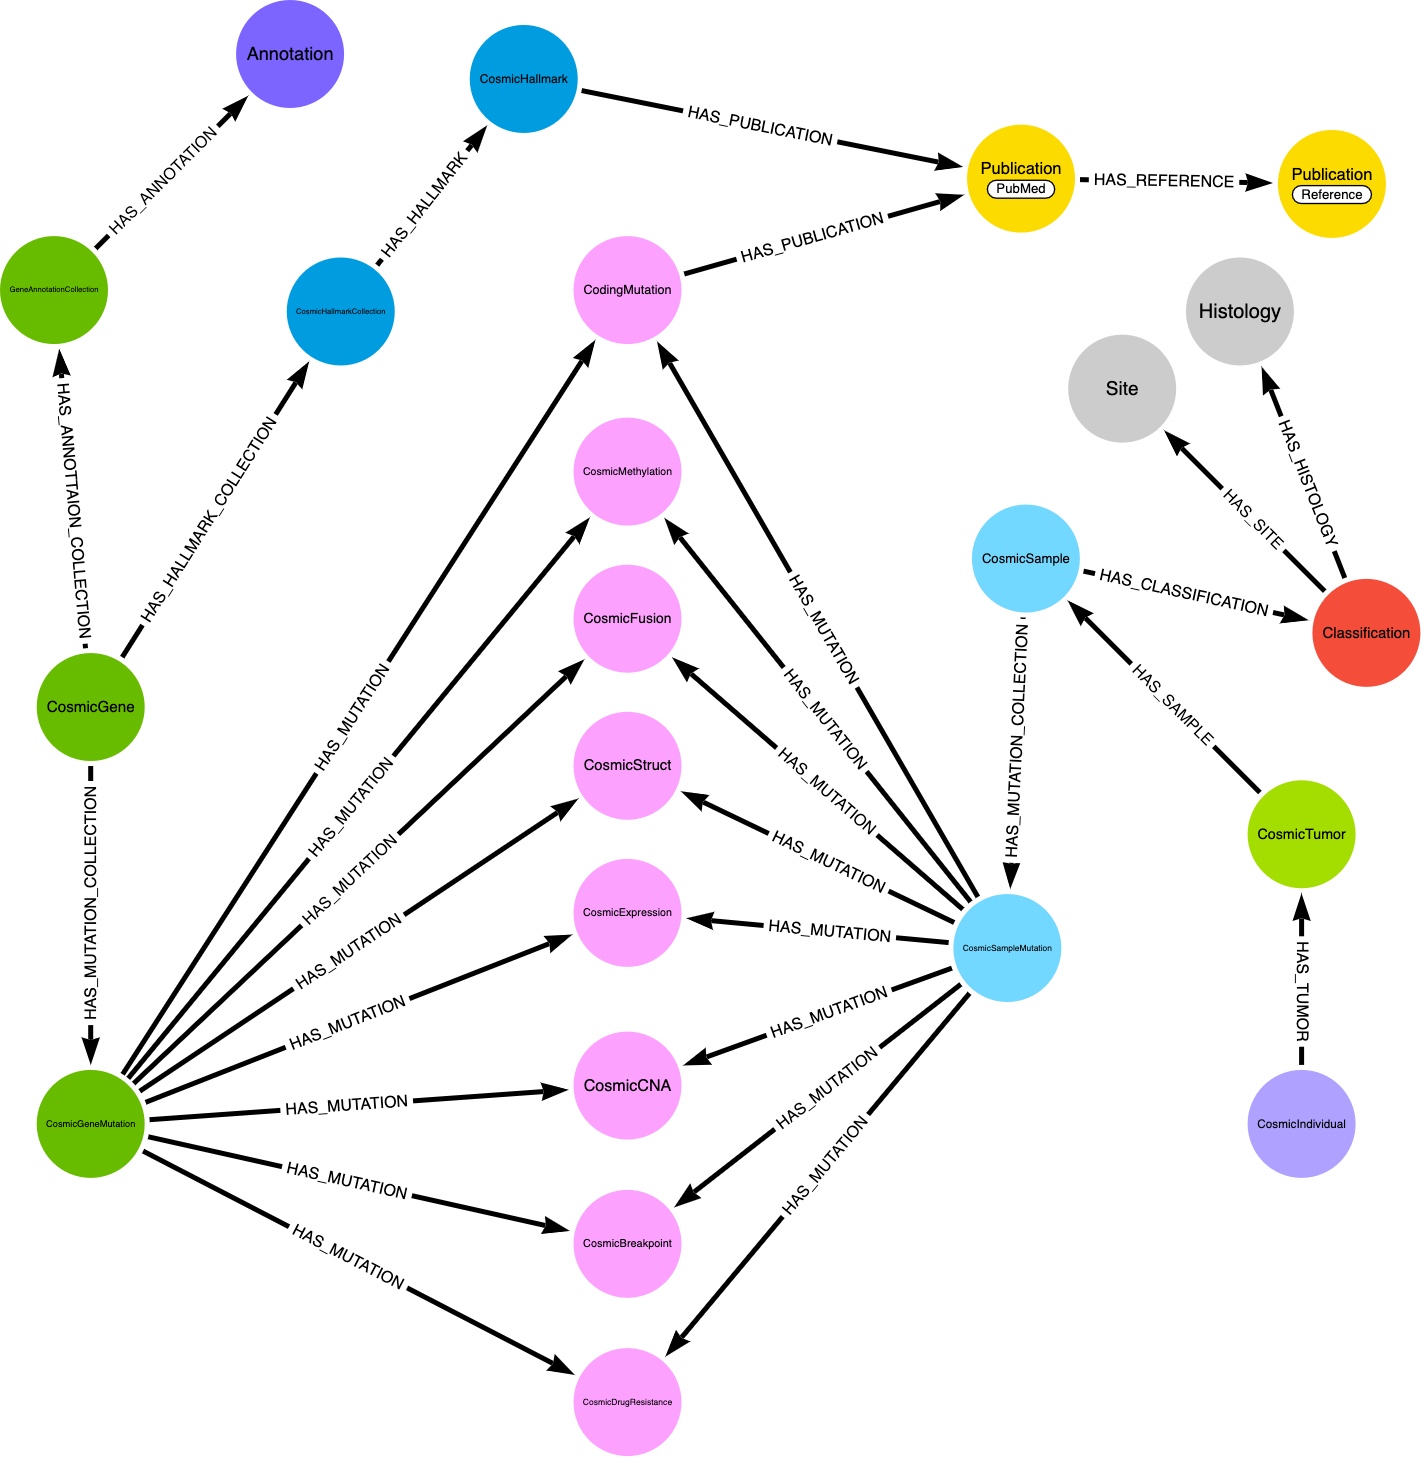 Annotation
CosmicHallmark
HAS_PUBLICATION
HAS_ANNOTATION
HAS_HALLMARK
Publication
PubMed
HAS_REFERENCE
Publication
Reference
HAS_PUBLICATION
GeneAnnotationCollection
CosmicHallmarkCollection
CodingMutation
Histology
Site
HAS_ANNOTTAION_COLLECTION
HAS_HALLMARK_COLLECTION
CosmicMethylation
HAS_SITE
HAS_HISTOLOGY
CosmicSample
HAS_CLASSIFICATION
Classification
CosmicFusion
HAS_MUTATION
HAS_MUTATION
HAS_MUTATION
HAS_MUTATION_COLLECTION
HAS_SAMPLE
CosmicGene
CosmicStruct
HAS_MUTATION
HAS_MUTATION
HAS_MUTATION
CosmicTumor
HAS_MUTATION_COLLECTION
HAS_MUTATION
HAS_MUTATION
CosmicExpression
HAS_MUTATION
CosmicSampleMutation
HAS_TUMOR
HAS_MUTATION
HAS_MUTATION
HAS_MUTATION
CosmicCNA
HAS_MUTATION
HAS_MUTATION
CosmicGeneMutation
CosmicIndividual
HAS_MUTATION
HAS_MUTATION
CosmicBreakpoint
HAS_MUTATION
CosmicDrugResistance